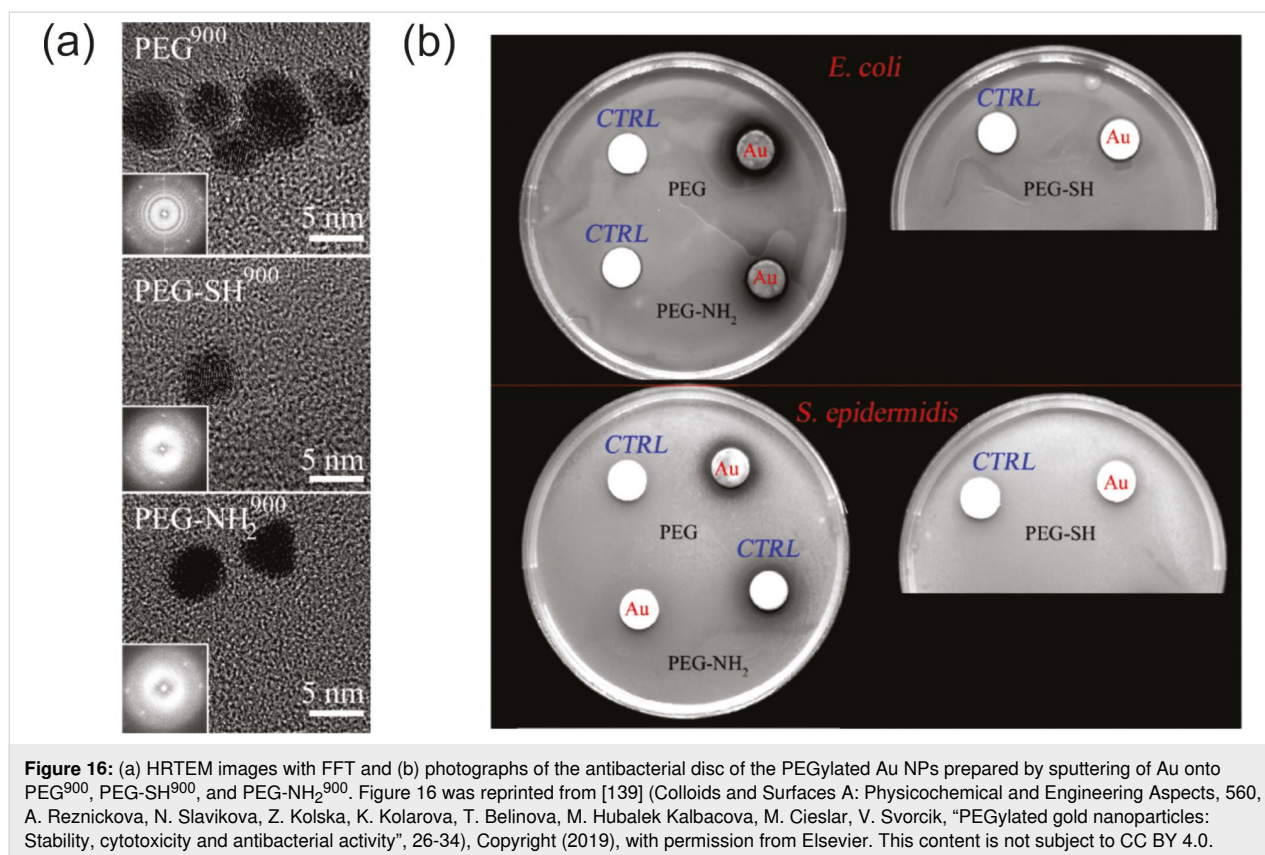 (a)
PEG⁹⁰⁰
5 nm
PEG-SH⁹⁰⁰
5 nm
PEG-NH₂⁹⁰⁰
5 nm
(b)
E. coli
CTRL
Au
PEG
CTRL
Au
PEG-NH₂
CTRL
Au
PEG-SH
S. epidermidis
CTRL
Au
PEG
CTRL
Au
PEG-NH₂
CTRL
Au
PEG-SH
Figure 16: (a) HRTEM images with FFT and (b) photographs of the antibacterial disc of the PEGylated Au NPs prepared by sputtering of Au onto
PEG⁹⁰⁰, PEG-SH⁹⁰⁰, and PEG-NH₂⁹⁰⁰. Figure 16 was reprinted from [139] (Colloids and Surfaces A: Physicochemical and Engineering Aspects, 560,
A. Reznickova, N. Slavikova, Z. Kolska, K. Kolarova, T. Belinova, M. Hubalek Kalbacova, M. Cieslar, V. Svorcik, “PEGylated gold nanoparticles:
Stability, cytotoxicity and antibacterial activity”, 26-34), Copyright (2019), with permission from Elsevier. This content is not subject to CC BY 4.0.